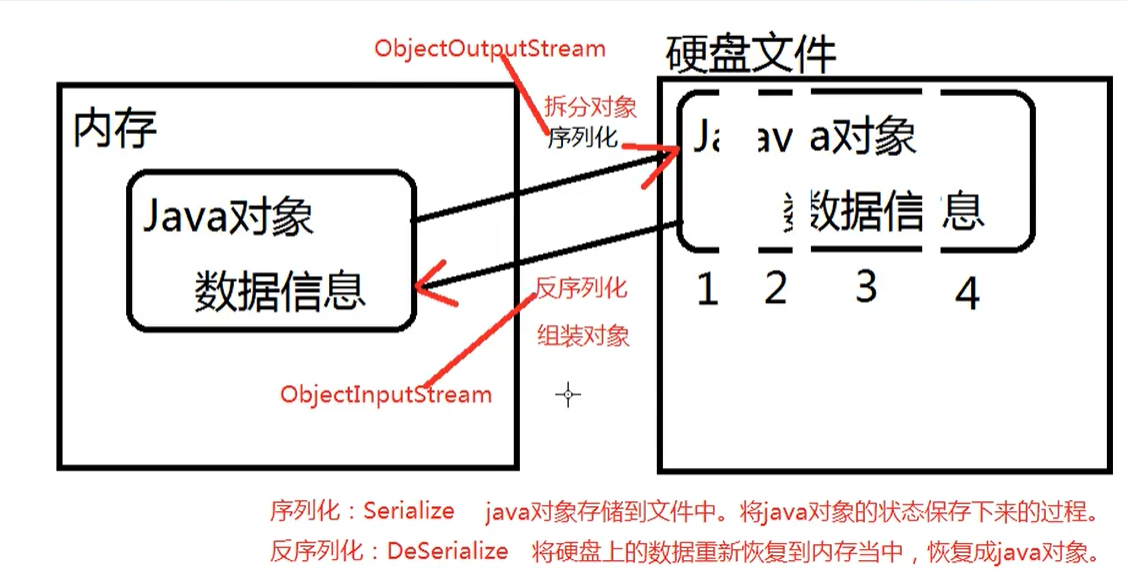 ObjectOutputStream
硬盘文件
内存
拆分对象
序列化
Ja
av
a对象
Java对象
数据信
息
数据信息
1
2
3
4
反序列化
组装对象
ObjectInputStream
序列化：Serialize java对象存储到文件中。将java对象的状态保存下来的过程。
反序列化：DeSerialize 将硬盘上的数据重新恢复到内存当中，恢复成java对象。